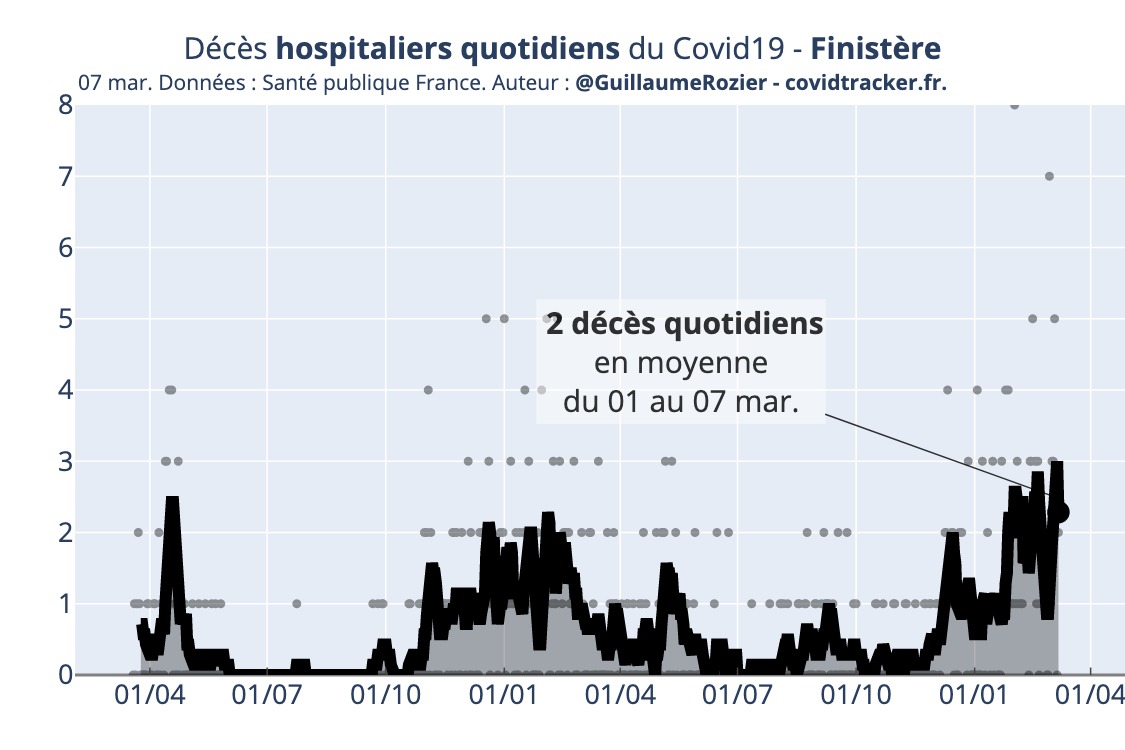 Décès hospitaliers quotidiens du Covid19 - Finistère
07 mar. Données : Santé publique France. Auteur : @GuillaumeRozier - covidtracker.fr.
8
7
6
5
2 décès quotidiens
en moyenne
4
du 01 au 07 mar.
3
2
1
0
01/04 01/07 01/10 01/01 01/04 01/07 01/10 01/01 01/04